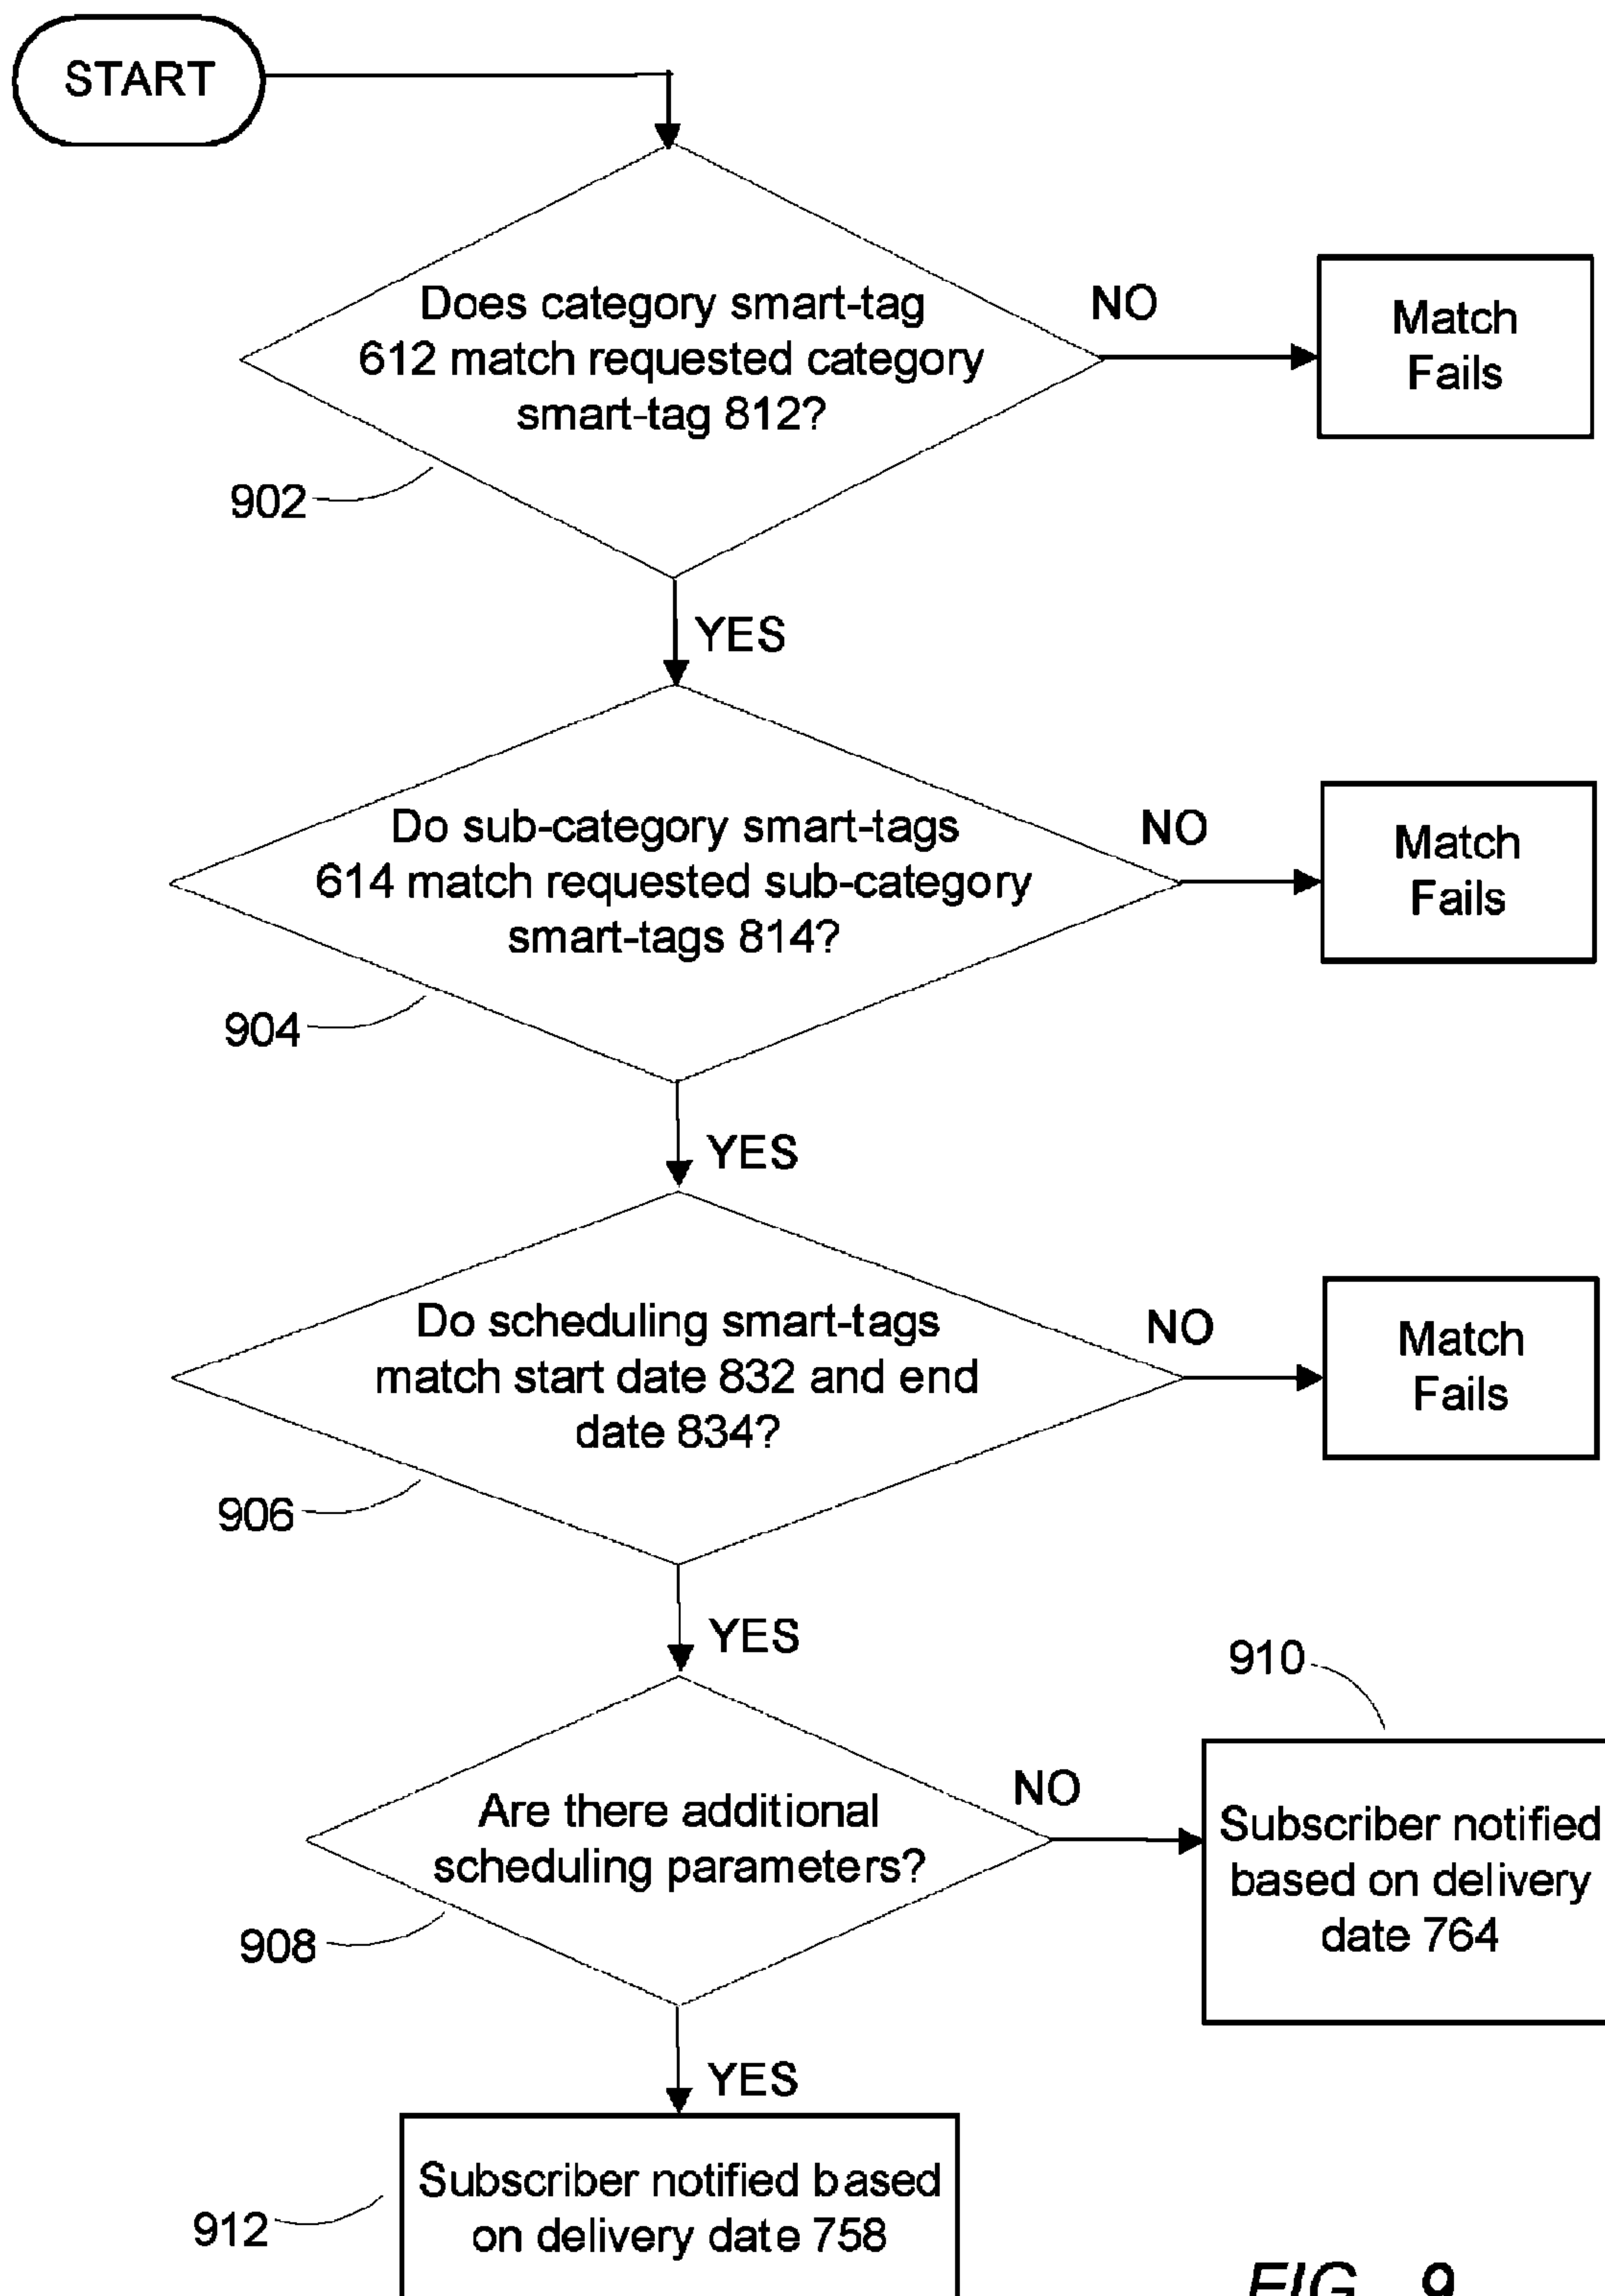 START
Does category smart-tag
612 match requested category
smart-tag 812?
NO
Match
Fails
902
YES
Do sub-category smart-tags
614 match requested sub-category
smart-tags 814?
NO
Match
Fails
904
YES
Do scheduling smart-tags
match start date 832 and end
date 834?
NO
Match
Fails
906
YES
910
Are there additional
scheduling parameters?
NO
Subscriber notified
based on delivery
date 764
908
YES
Subscriber notified based
on delivery date 758
912
FIG. 9